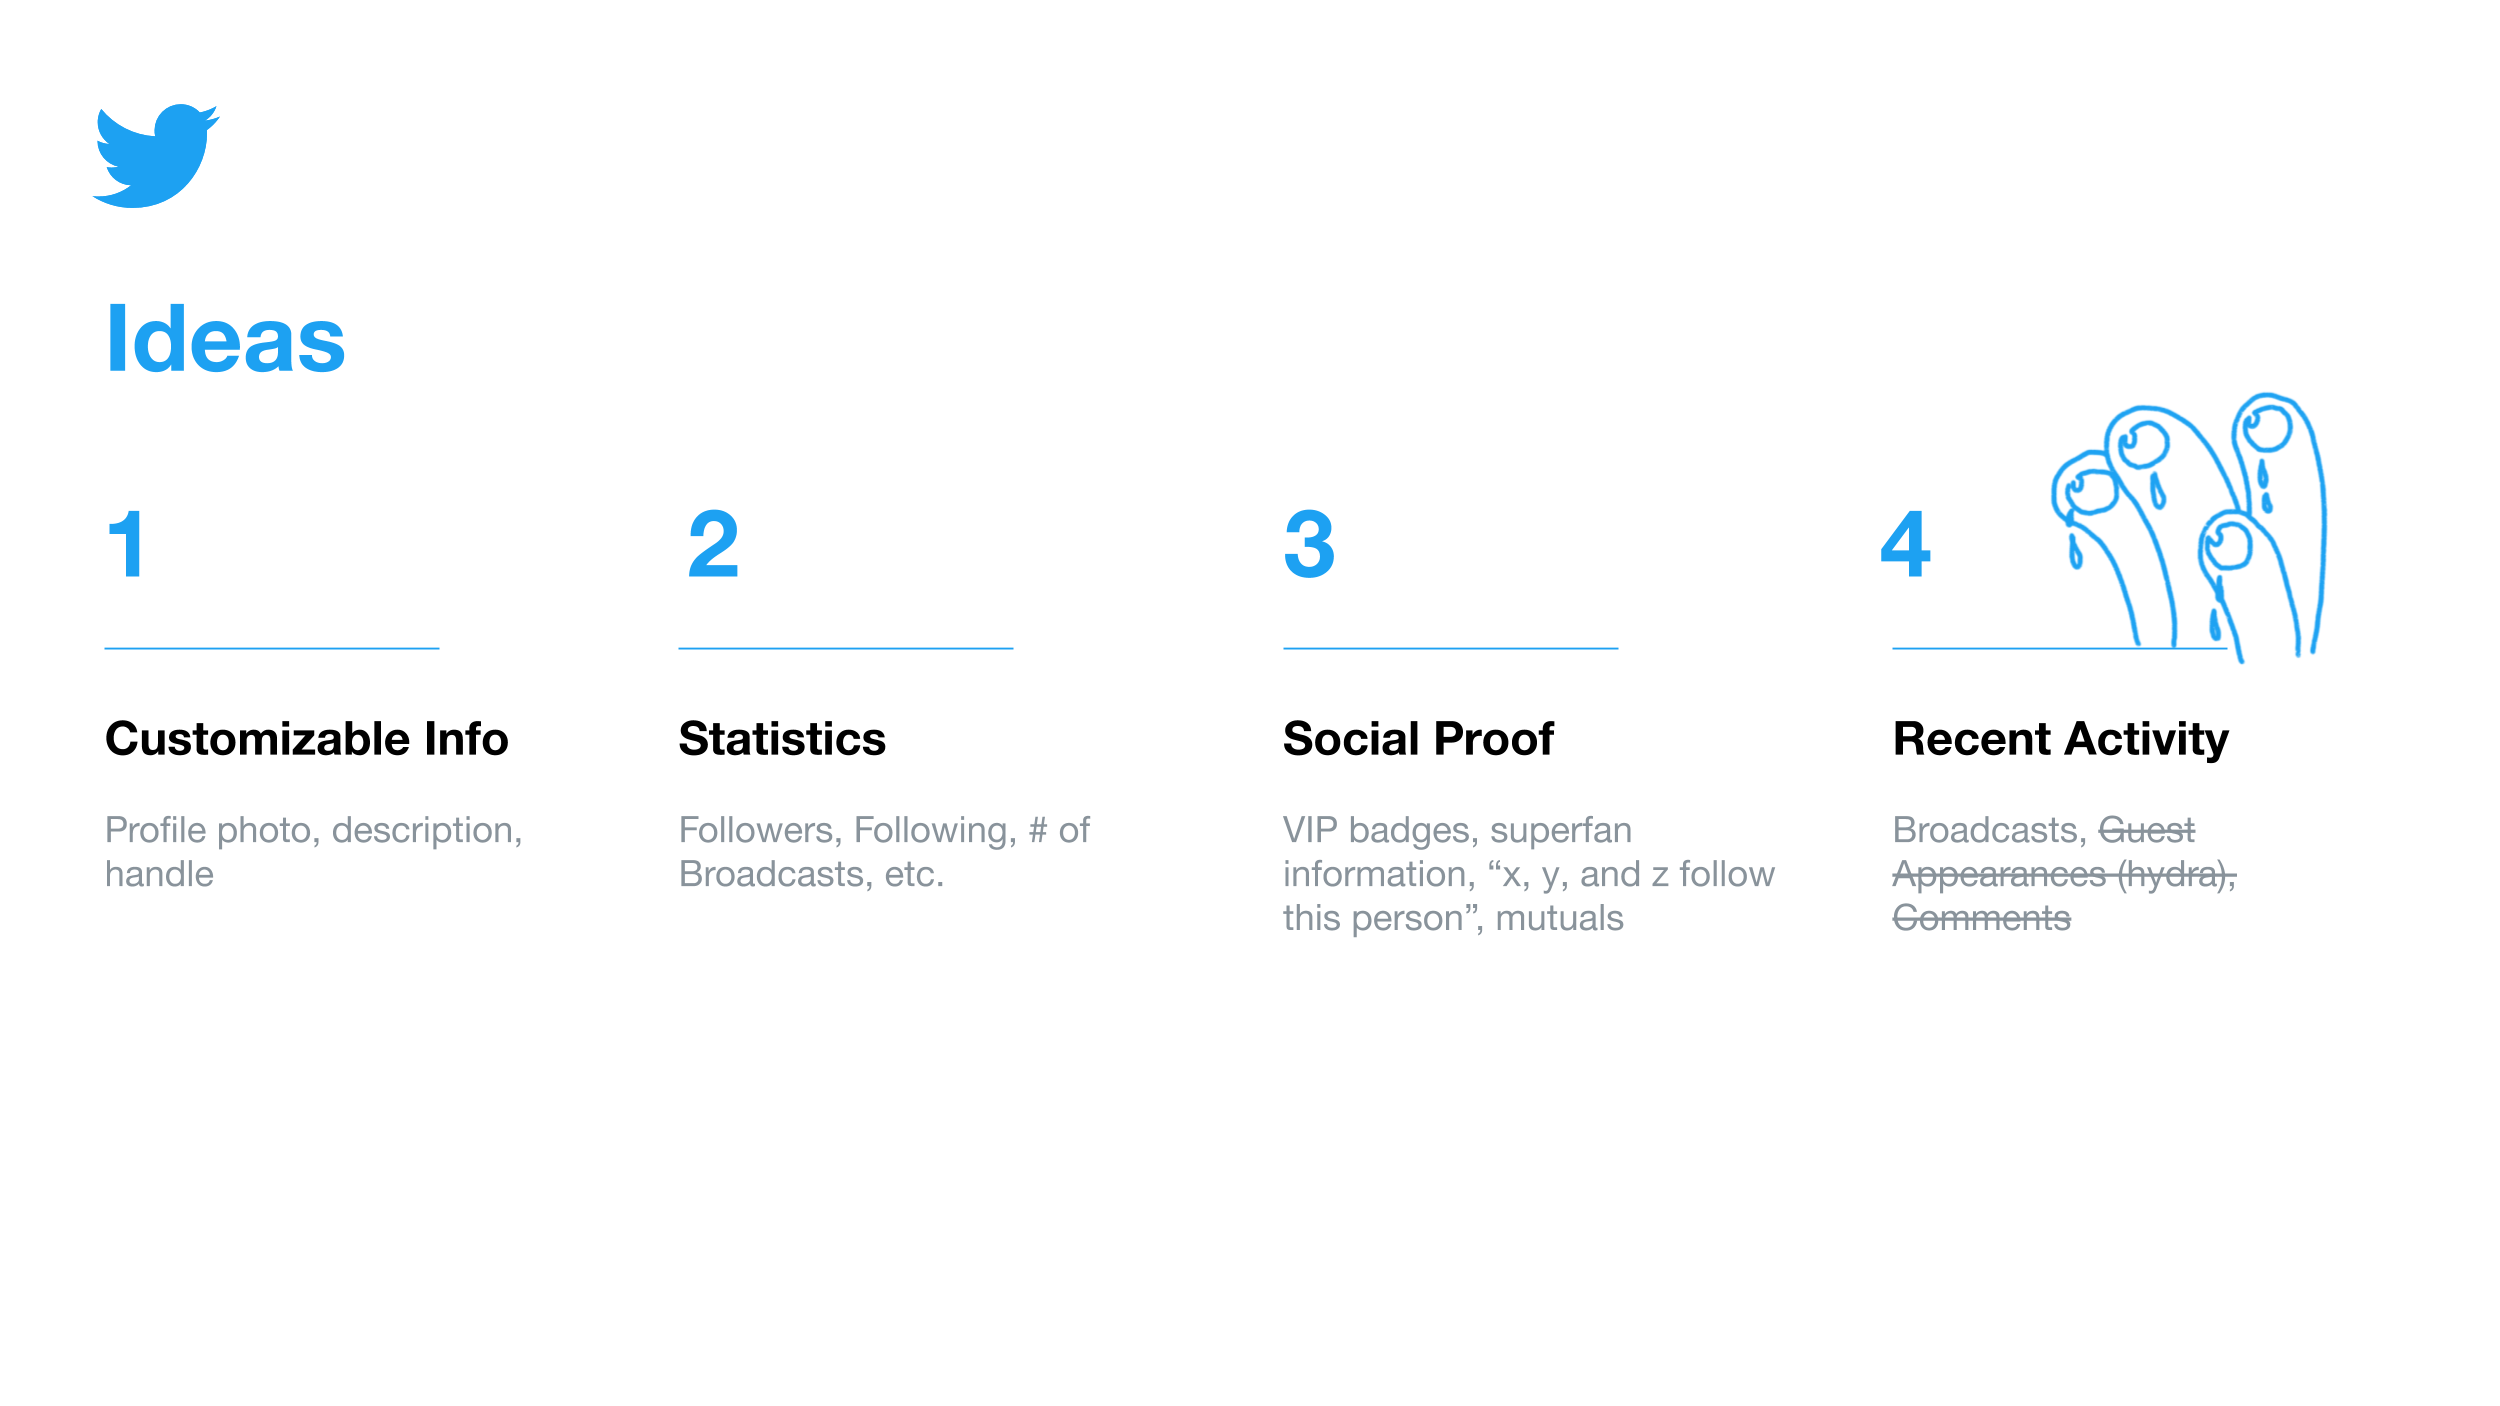 Ideas
1
2
3
4
Customizable Info
Profile photo, description,
handle
Statistics
Followers, Following, # of
Broadcasts, etc.
Social Proof
VIP badges, superfan
information, “x, y, and z follow
this person”, mutuals
Recent Activity
Broadcasts, Guest
Appearances (hydra),
Comments